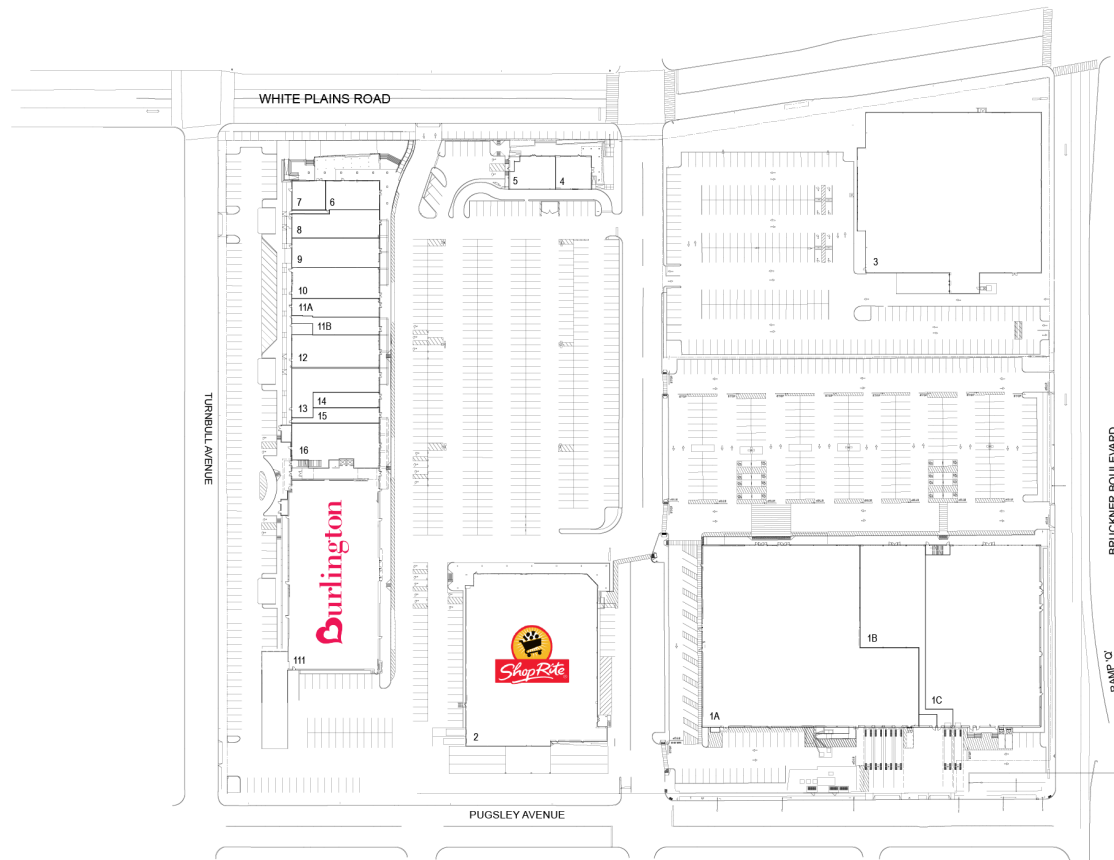 WHITE PLAINS ROAD
5
4
7
6
8
3
9
10
11A
11B
12
14
13
15
TURNBULL AVENUE
16
BRUCKNER BOULEVARD
Burlington
1B
ShopRite
111
RAMP 'Q'
1C
1A
2
PUGSLEY AVENUE